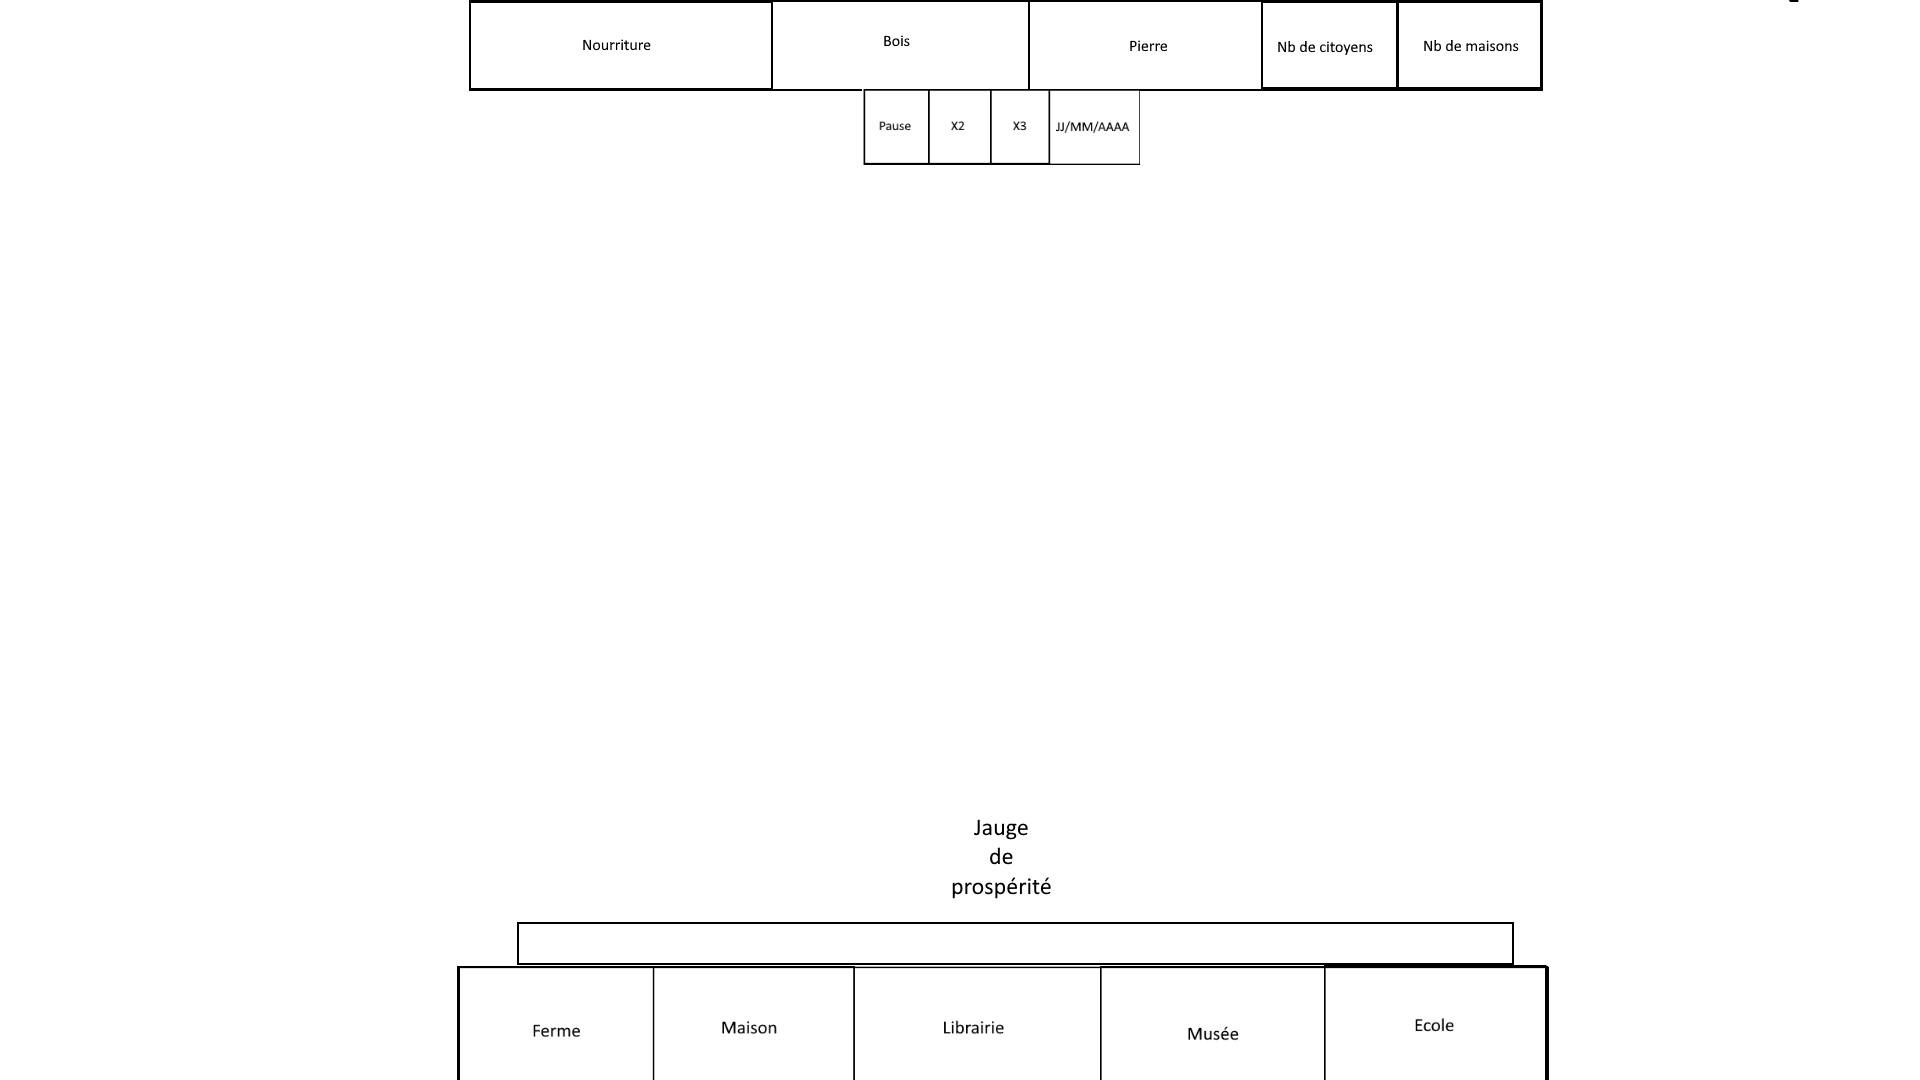 Nourriture
Bois
Pierre
Nb de citoyens
Nb de maisons
Pause
X2
X3
JJ/MM/AAAA
Jauge
de
prospérité
Ferme
Maison
Librairie
Musée
Ecole